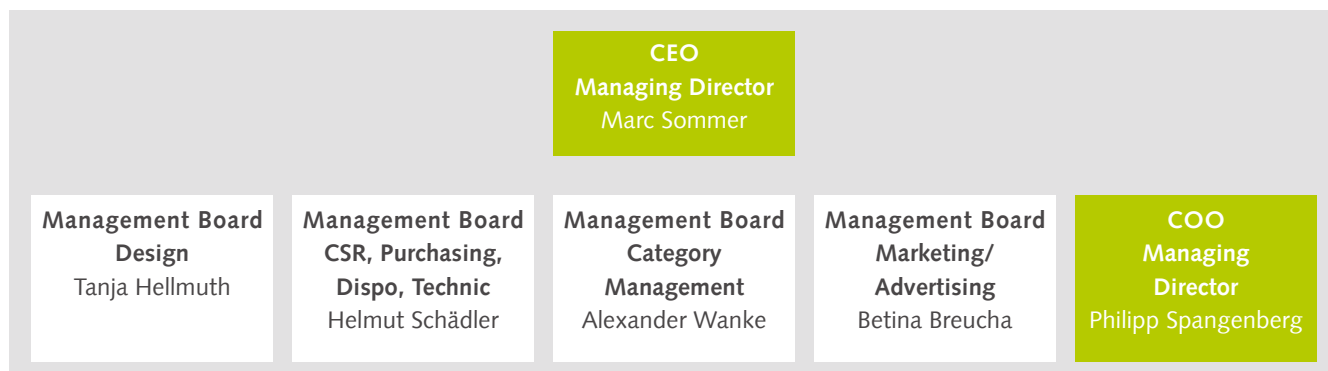 CEO
Managing Director
Marc Sommer
Management Board
Design
Tanja Hellmuth
Management Board
CSR, Purchasing,
Dispo, Technic
Helmut Schädler
Management Board
Category
Management
Alexander Wanke
Management Board
Marketing/
Advertising
Betina Breucha
COO
Managing
Director
Philipp Spangenberg